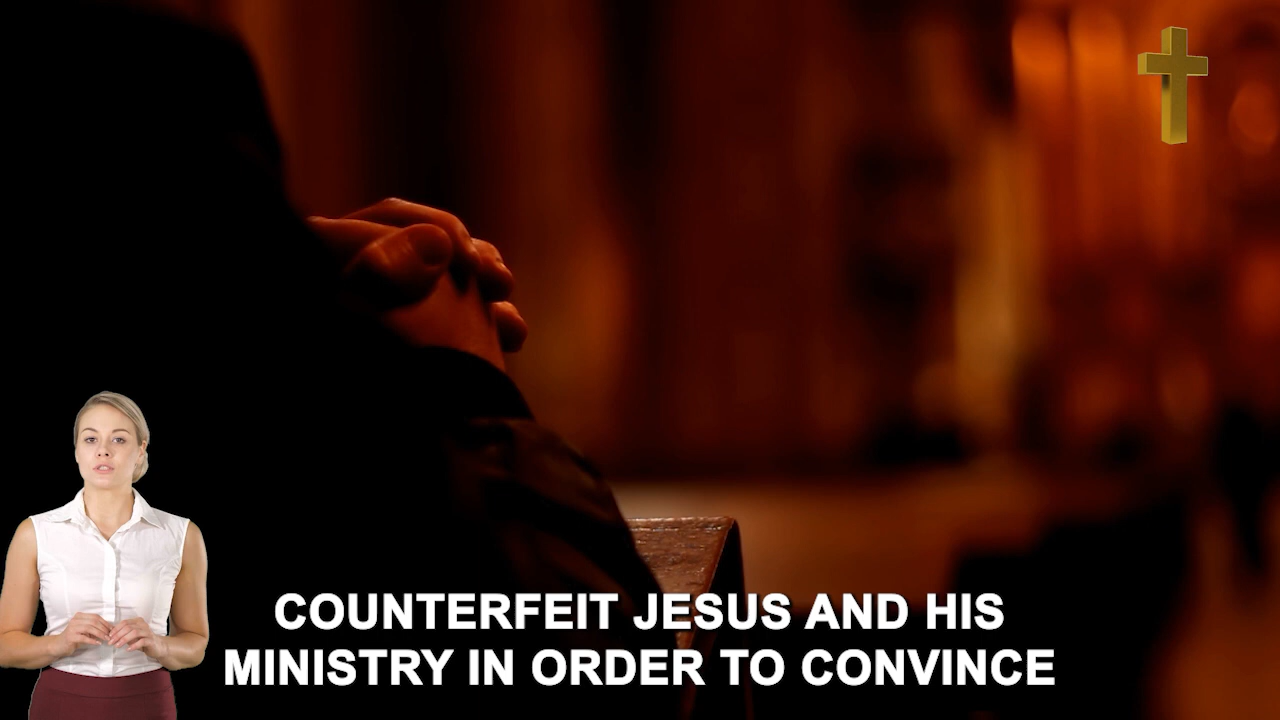 COUNTERFEIT JESUS AND HIS
MINISTRY IN ORDER TO CONVINCE